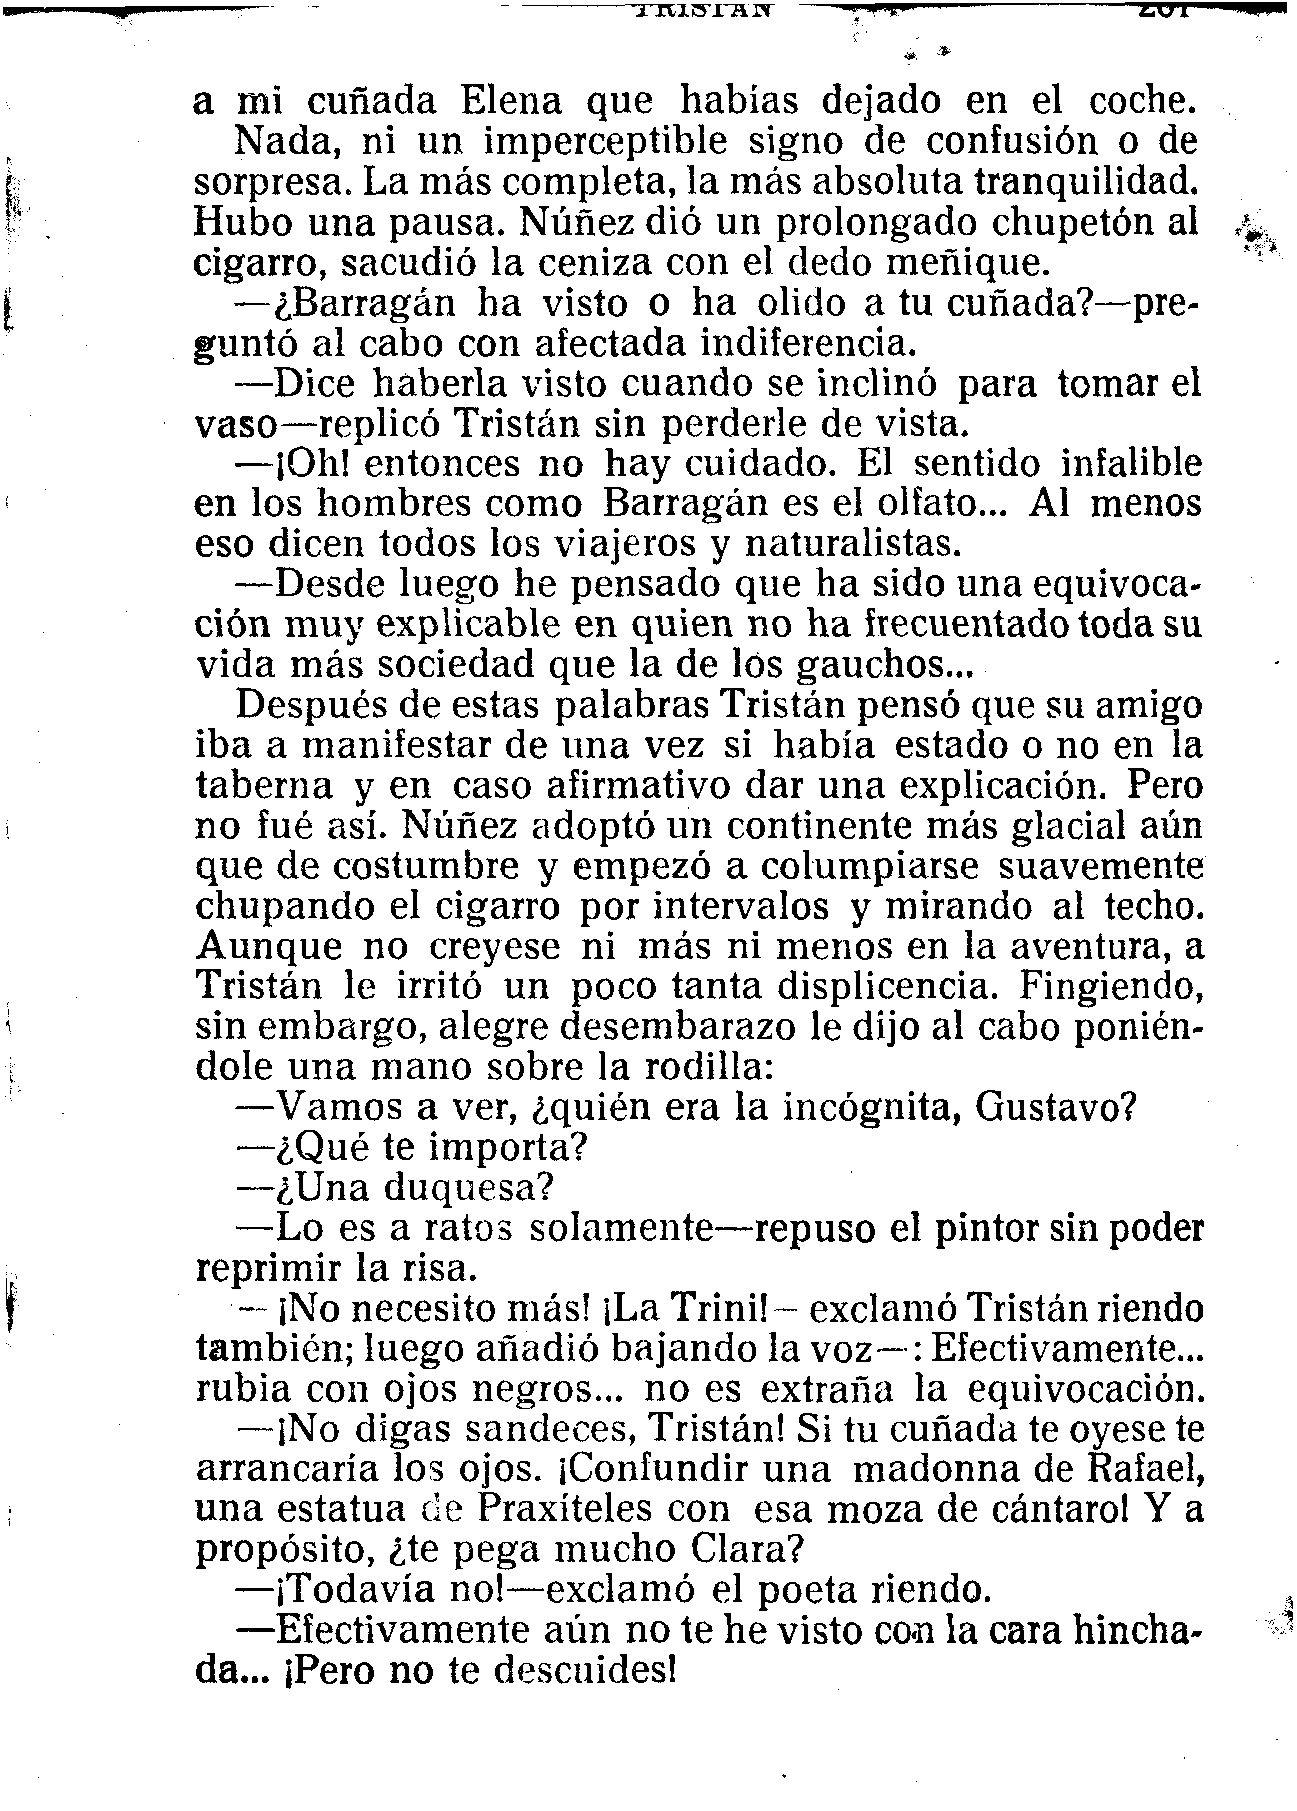 TRISTÁN 201
a mi cuñada Elena que habías dejado en el coche.
Nada, ni un imperceptible signo de confusión o de
sorpresa. La más completa, la más absoluta tranquilidad.
Hubo una pausa. Núñez dió un prolongado chupetón al
cigarro, sacudió la ceniza con el dedo meñique.
—¿Barragán ha visto o ha olido a tu cuñada?—pre-
guntó al cabo con afectada indiferencia.
—Dice haberla visto cuando se inclinó para tomar el
vaso—replicó Tristán sin perderle de vista.
—¡Oh! entonces no hay cuidado. El sentido infalible
en los hombres como Barragán es el olfato... Al menos
eso dicen todos los viajeros y naturalistas.
—Desde luego he pensado que ha sido una equivoca-
ción muy explicable en quien no ha frecuentado toda su
vida más sociedad que la de los gauchos...
Después de estas palabras Tristán pensó que su amigo
iba a manifestar de una vez si había estado o no en la
taberna y en caso afirmativo dar una explicación. Pero
no fué así. Núñez adoptó un continente más glacial aún
que de costumbre y empezó a columpiarse suavemente
chupando el cigarro por intervalos y mirando al techo.
Aunque no creyese ni más ni menos en la aventura, a
Tristán le irritó un poco tanta displicencia. Fingiendo,
sin embargo, alegre desembarazo le dijo al cabo ponién-
dole una mano sobre la rodilla:
—Vamos a ver, ¿quién era la incógnita, Gustavo?
—¿Qué te importa?
—¿Una duquesa?
—Lo es a ratos solamente—repuso el pintor sin poder
reprimir la risa.
— ¡No necesito más! ¡La Trini!— exclamó Tristán riendo
también; luego añadió bajando la voz—: Efectivamente...
rubia con ojos negros... no es extraña la equivocación.
—¡No digas sandeces, Tristán! Si tu cuñada te oyese te
arrancaría los ojos. ¡Confundir una madonna de Rafael,
una estatua de Praxíteles con esa moza de cántaro! Y a
propósito, ¿te pega mucho Clara?
—¡Todavía no!—exclamó el poeta riendo.
—Efectivamente aún no te he visto con la cara hincha-
da... ¡Pero no te descuides!